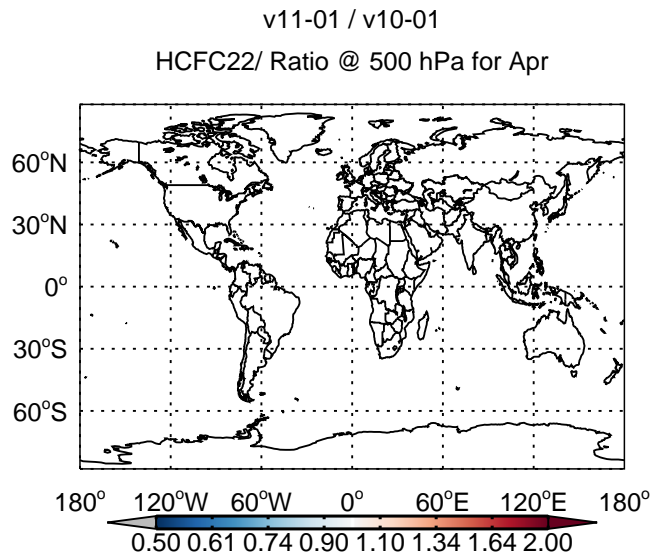 v11-01 / v10-01
HCFC22/ Ratio @ 500 hPa for Apr
60°N
30°N
0°
30°S
60°S
180° 120°W 60°W 0° 60°E 120°E 180°
0.50 0.61 0.74 0.90 1.10 1.34 1.64 2.00